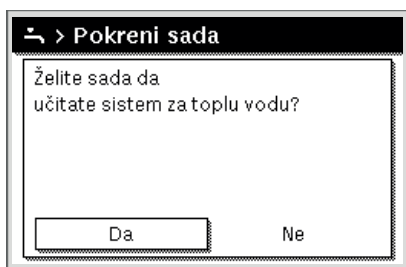 > Pokreni sada
Želite sada da
učitate sistem za toplu vodu?
Da Ne